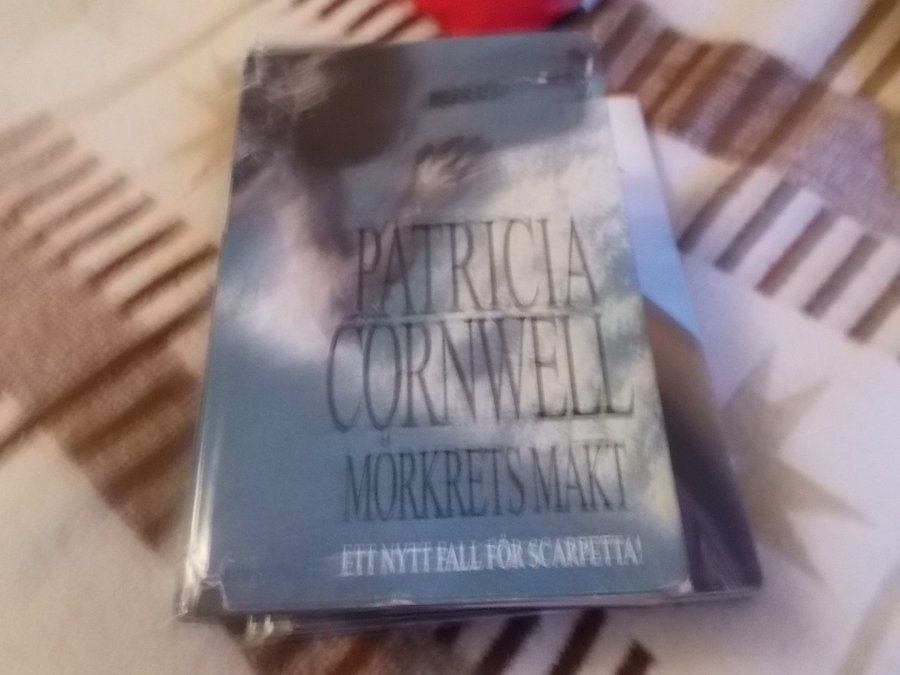 PATRICIA
CORNWELL
MÖRKRETS MAKT
ETT NYTT FALL FÖR SCARPETTA!